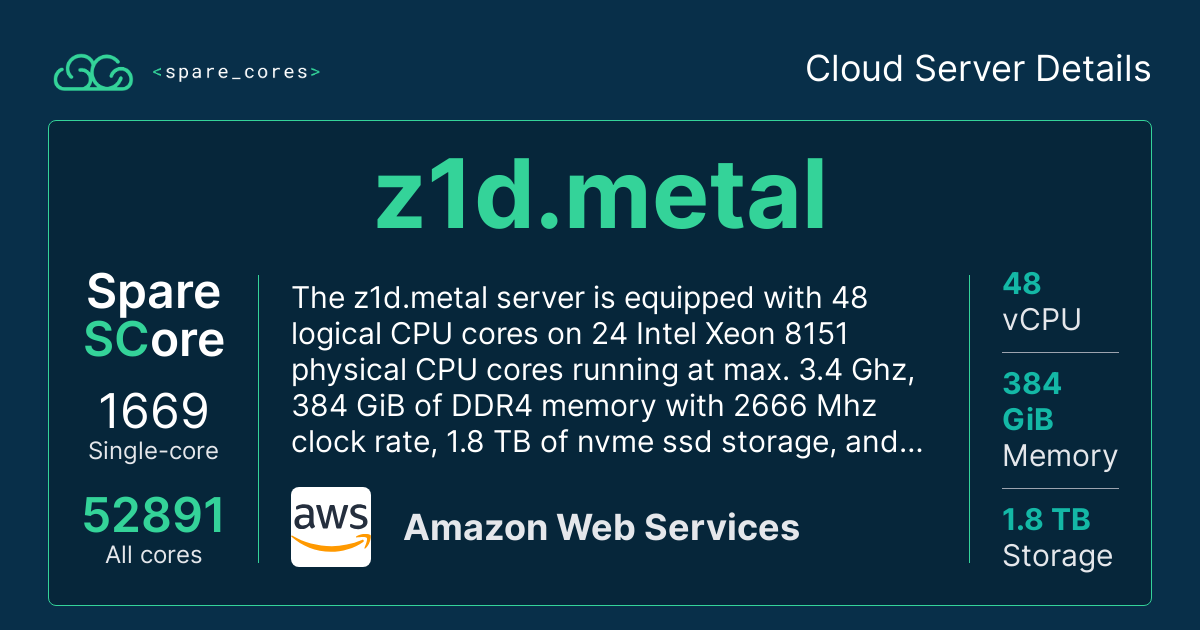 <spare_cores>
Cloud Server Details
z1d.metal
Spare
SCore
1669
Single-core
52891
All cores
The z1d.metal server is equipped with 48
logical CPU cores on 24 Intel Xeon 8151
physical CPU cores running at max. 3.4 Ghz,
384 GiB of DDR4 memory with 2666 Mhz
clock rate, 1.8 TB of nvme ssd storage, and...
aws
Amazon Web Services
48
vCPU
384
GiB
Memory
1.8 TB
Storage